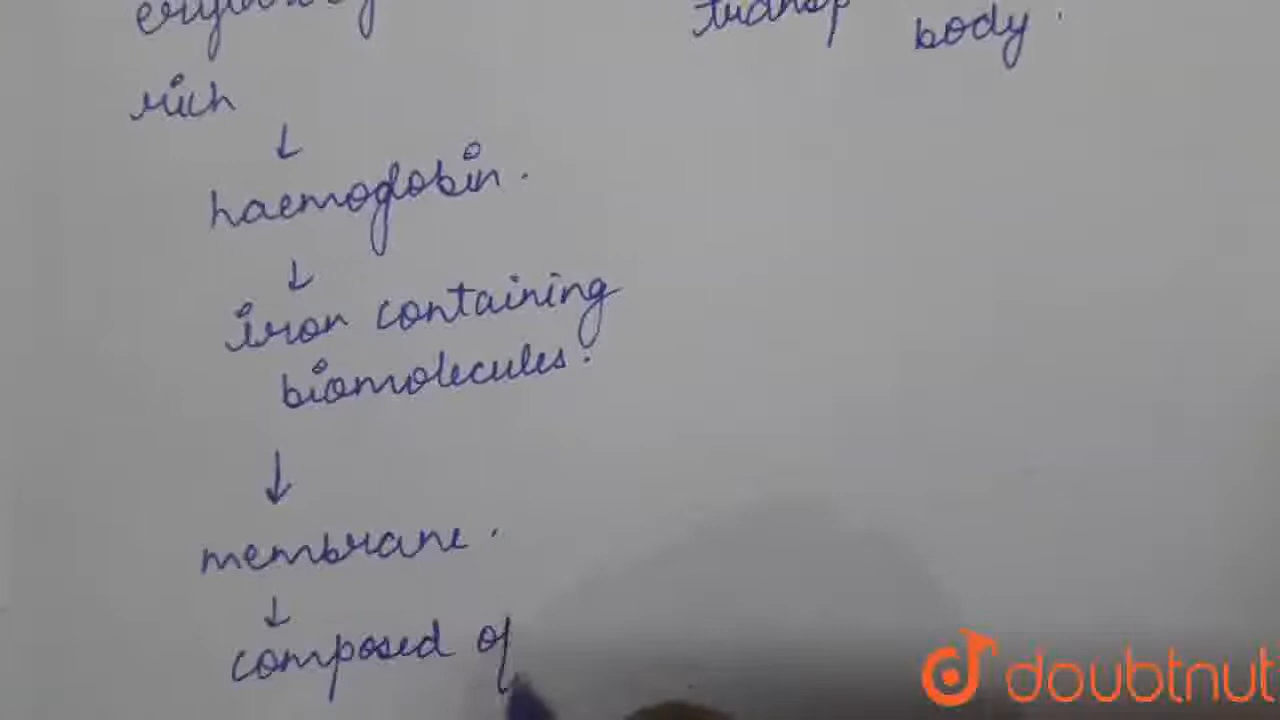 body.
rich
↓
haemoglobin.
↓
iron containing
biomolecules.
↓
membrane.
↓
composed of
doubtnut